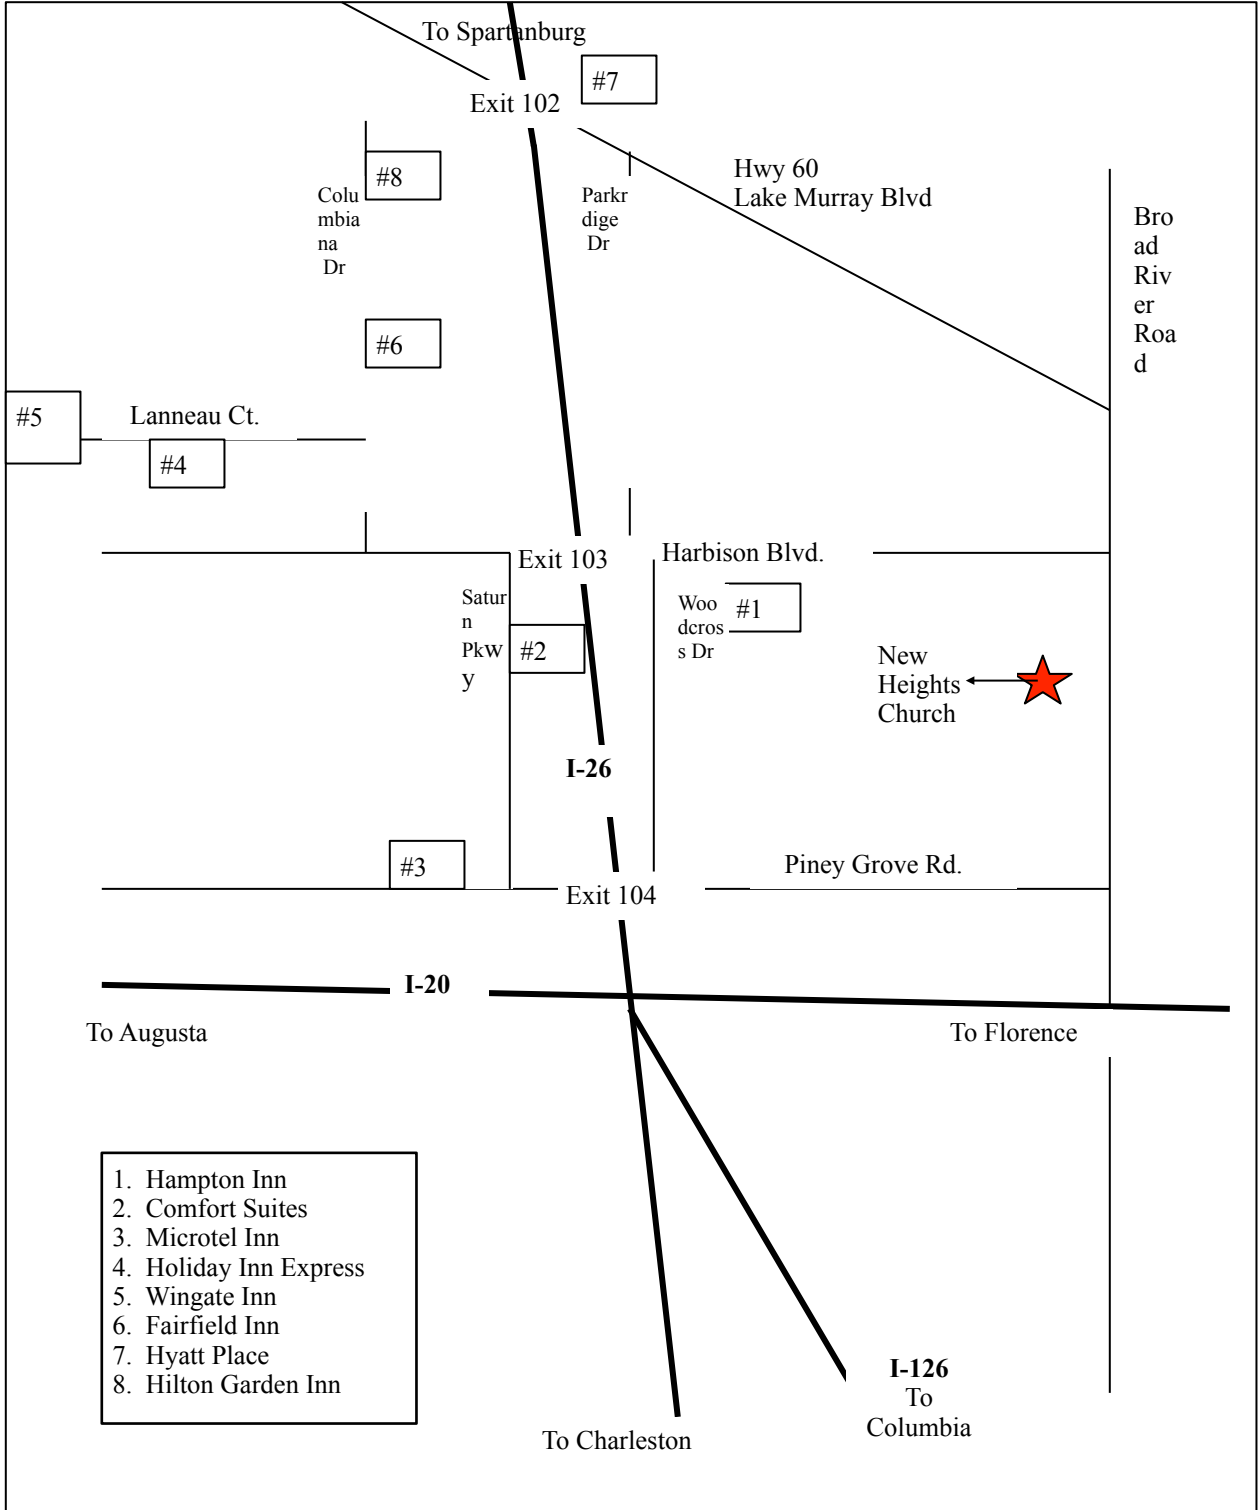 To Spartanburg
#7
Exit 102
Hwy 60
Lake Murray Blvd
#8
Colu
mbia
na
Dr
Parkr
dige
Dr
Bro
ad
Riv
er
Roa
d
#6
#5
Lanneau Ct.
#4
Exit 103
Harbison Blvd.
Satur
n
PkW
y
#2
Woo
dcros
s Dr
#1
New
Heights
Church
I-26
#3
Piney Grove Rd.
Exit 104
I-20
To Augusta
To Florence
1. Hampton Inn
2. Comfort Suites
3. Microtel Inn
4. Holiday Inn Express
5. Wingate Inn
6. Fairfield Inn
7. Hyatt Place
8. Hilton Garden Inn
I-126
To
Columbia
To Charleston